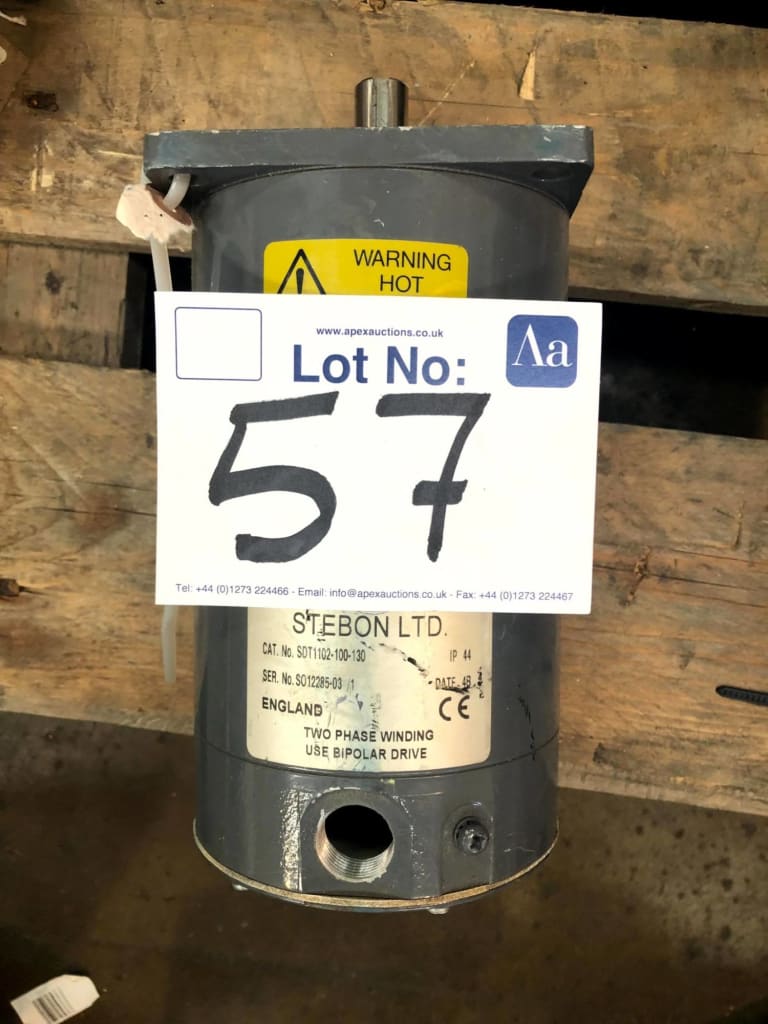 WARNING
HOT
www.apexauctions.co.uk
Lot No:
Aa
57
Tel: +44 (0)1273 224466 - Email: info@apexauctions.co.uk - Fax: +44 (0)1273 224467
STEBON LTD.
CAT. No. SDT1102-100-130 IP 44
SER. No. SO12285-03 /1 DATE
ENGLAND CE
TWO PHASE WINDING
USE BIPOLAR DRIVE